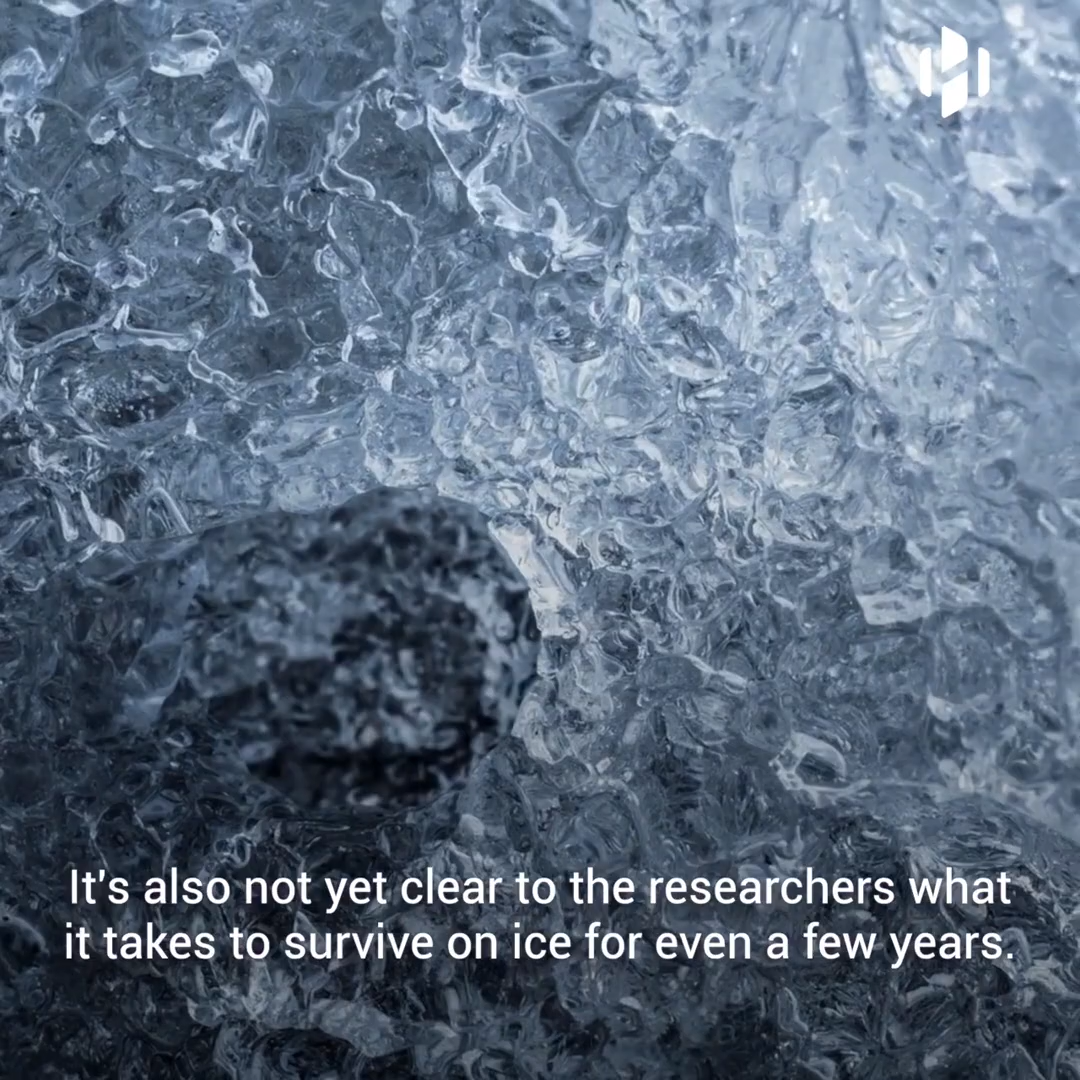 It's also not yet clear to the researchers what
it takes to survive on ice for even a few years.